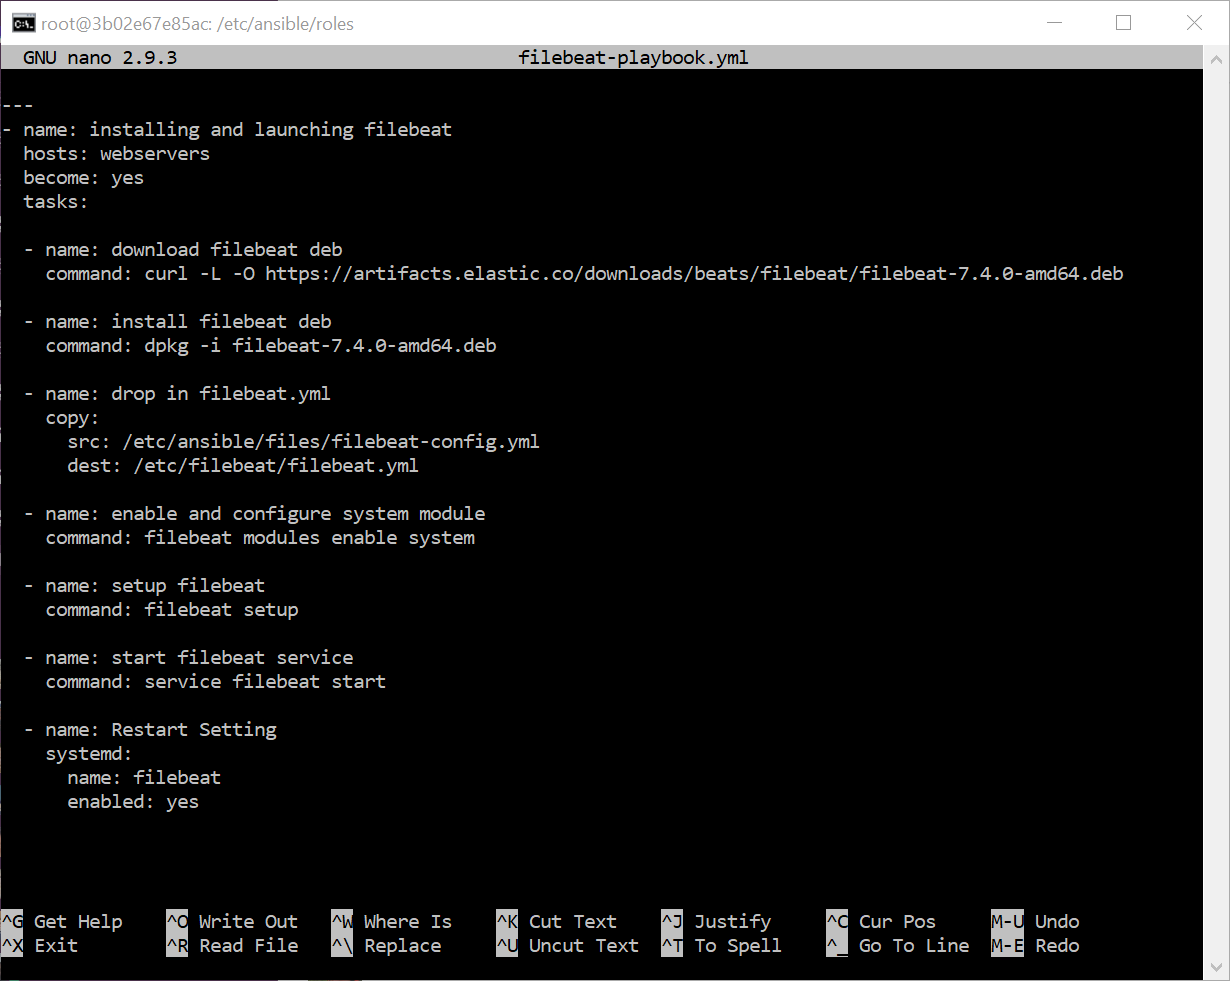 root@3b02e67e85ac: /etc/ansible/roles
GNU nano 2.9.3 filebeat-playbook.yml
---
- name: installing and launching filebeat
  hosts: webservers
  become: yes
  tasks:
  - name: download filebeat deb
    command: curl -L -O https://artifacts.elastic.co/downloads/beats/filebeat/filebeat-7.4.0-amd64.deb
  - name: install filebeat deb
    command: dpkg -i filebeat-7.4.0-amd64.deb
  - name: drop in filebeat.yml
    copy:
      src: /etc/ansible/files/filebeat-config.yml
      dest: /etc/filebeat/filebeat.yml
  - name: enable and configure system module
    command: filebeat modules enable system
  - name: setup filebeat
    command: filebeat setup
  - name: start filebeat service
    command: service filebeat start
  - name: Restart Setting
    systemd:
      name: filebeat
      enabled: yes
^G Get Help ^O Write Out ^W Where Is ^K Cut Text ^J Justify ^C Cur Pos M-U Undo
^X Exit ^R Read File ^\ Replace ^U Uncut Text ^T To Spell ^_ Go To Line M-E Redo